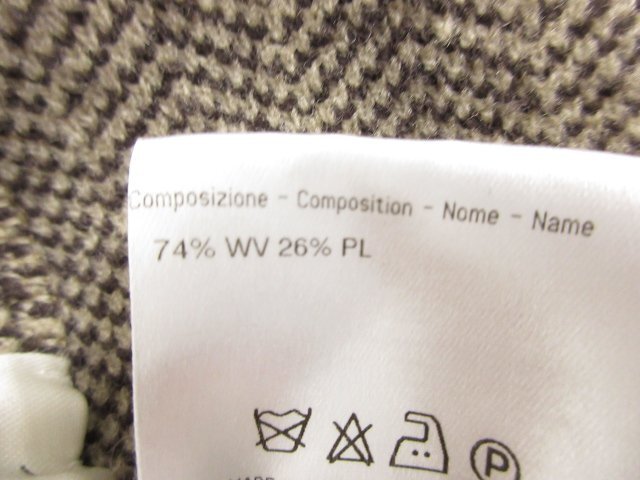 Composizione - Composition - Nome - Name
74% WV 26% PL
P